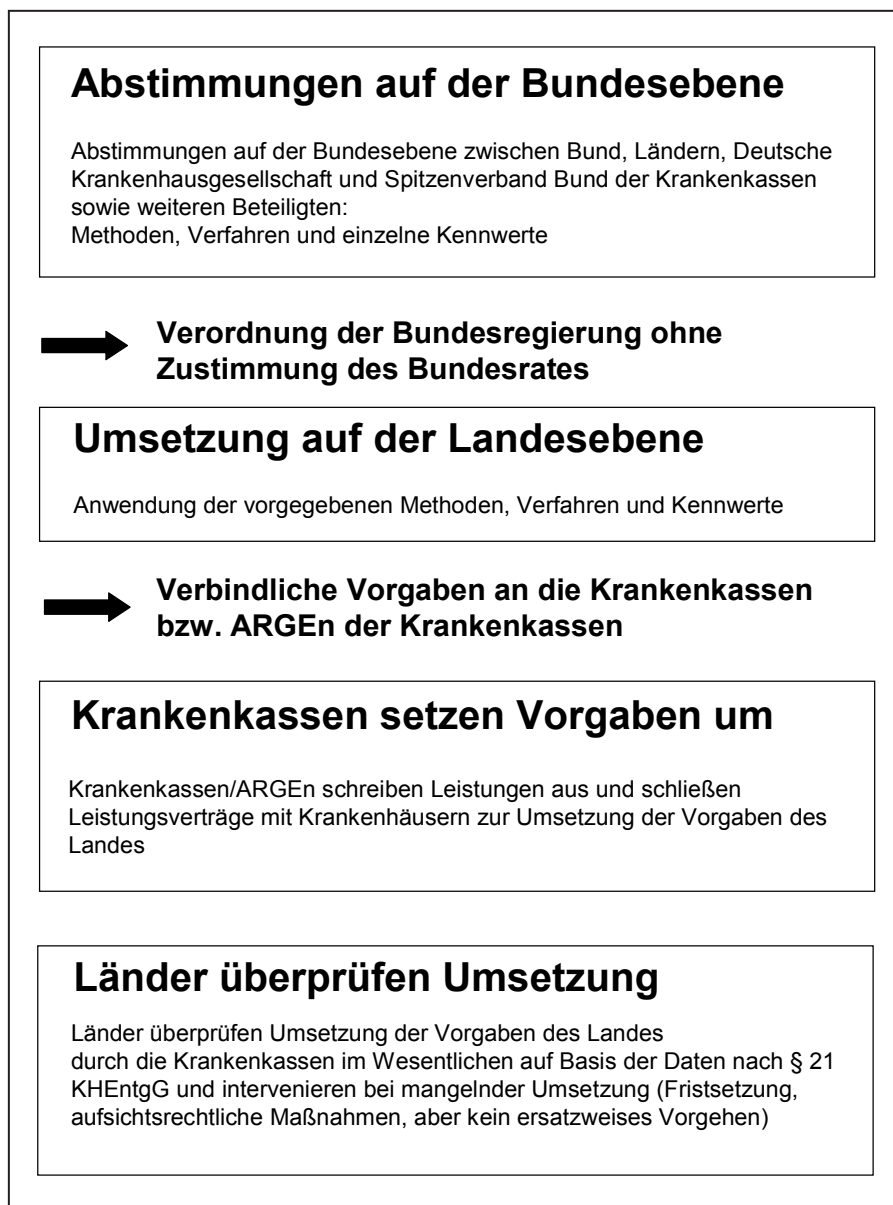 Abstimmungen auf der Bundesebene
Abstimmungen auf der Bundesebene zwischen Bund, Ländern, Deutsche
Krankenhausgesellschaft und Spitzenverband Bund der Krankenkassen
sowie weiteren Beteiligten:
Methoden, Verfahren und einzelne Kennwerte
Verordnung der Bundesregierung ohne
Zustimmung des Bundesrates
Umsetzung auf der Landesebene
Anwendung der vorgegebenen Methoden, Verfahren und Kennwerte
Verbindliche Vorgaben an die Krankenkassen
bzw. ARGEn der Krankenkassen
Krankenkassen setzen Vorgaben um
Krankenkassen/ARGEn schreiben Leistungen aus und schließen
Leistungsverträge mit Krankenhäusern zur Umsetzung der Vorgaben des
Landes
Länder überprüfen Umsetzung
Länder überprüfen Umsetzung der Vorgaben des Landes
durch die Krankenkassen im Wesentlichen auf Basis der Daten nach § 21
KHEntgG und intervenieren bei mangelnder Umsetzung (Fristsetzung,
aufsichtsrechtliche Maßnahmen, aber kein ersatzweises Vorgehen)